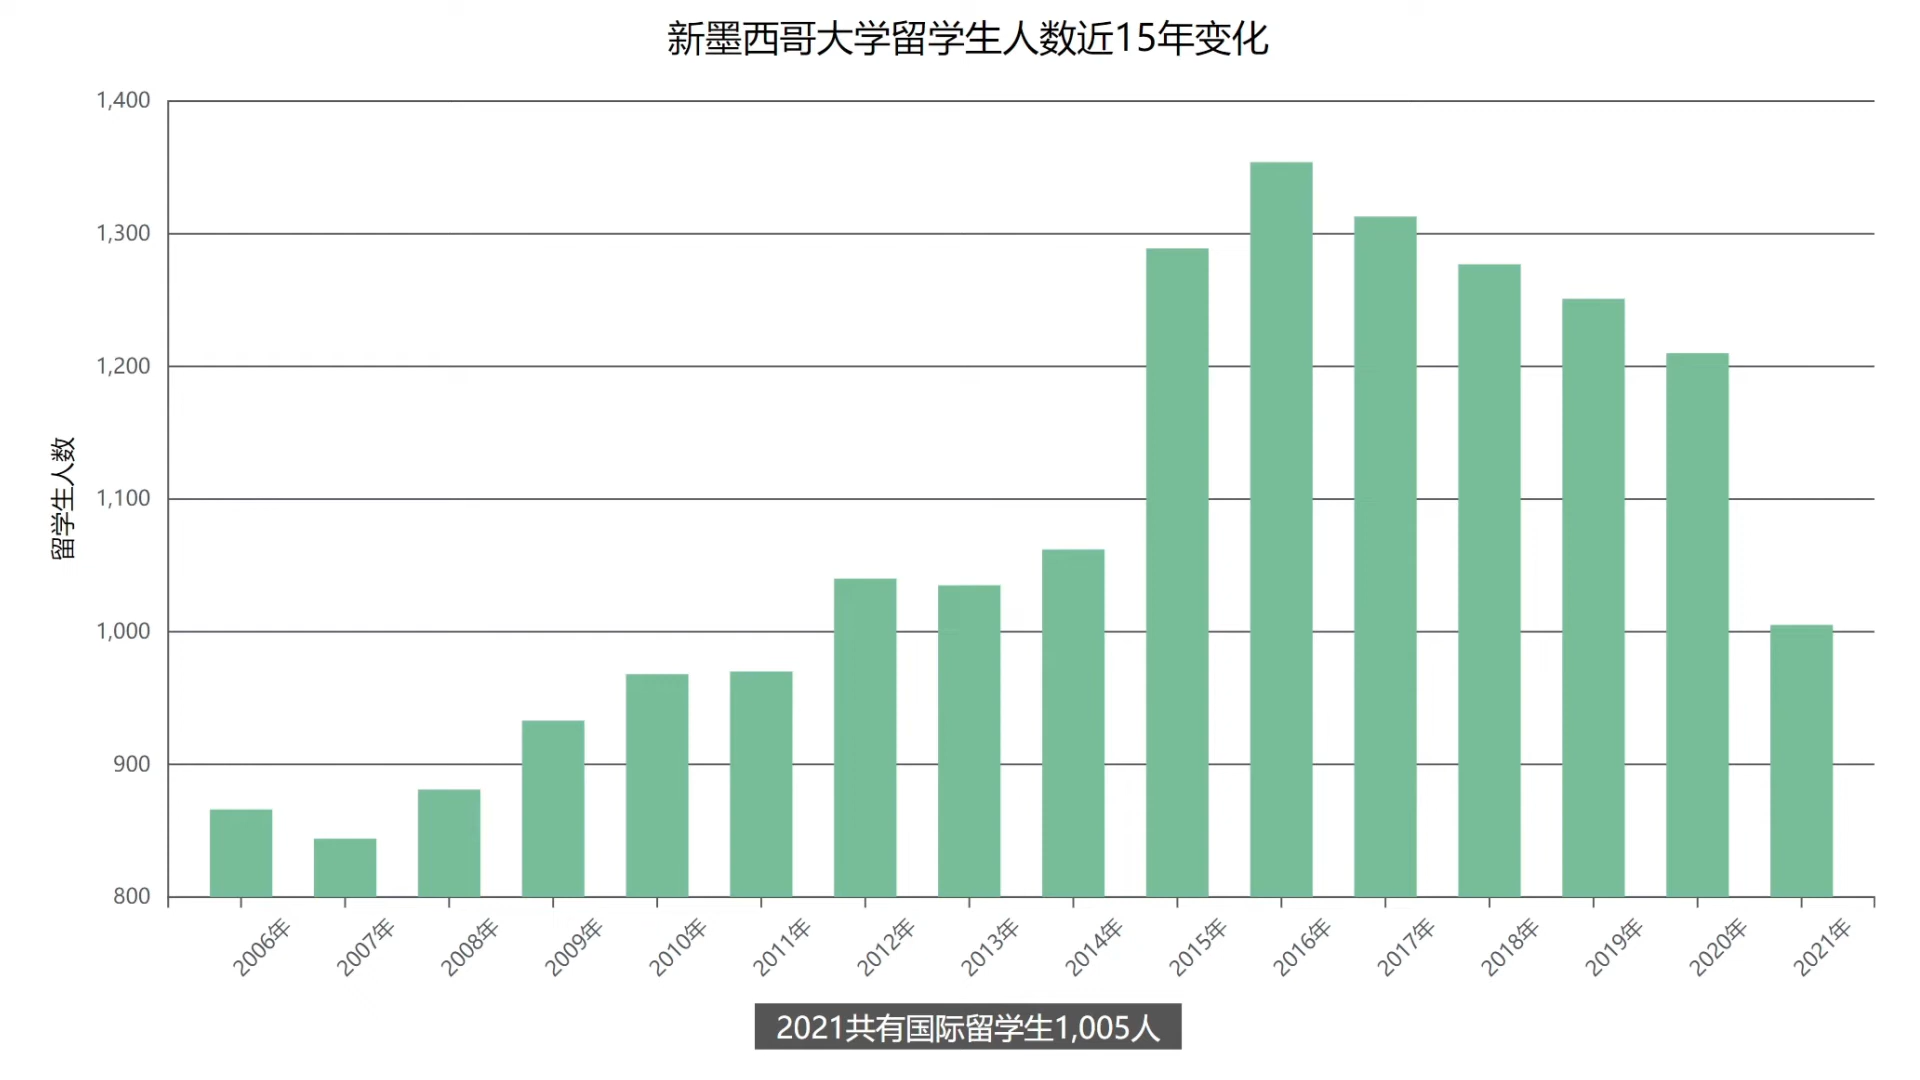 新墨西哥大学留学生人数近15年变化
1,400
1,300
1,200
1,100
1,000
900
800
留学生人数
2006年
2007年
2008年
2009年
2010年
2011年
2012年
2013年
2014年
2015年
2016年
2017年
2018年
2019年
2020年
2021年
2021共有国际留学生1,005人